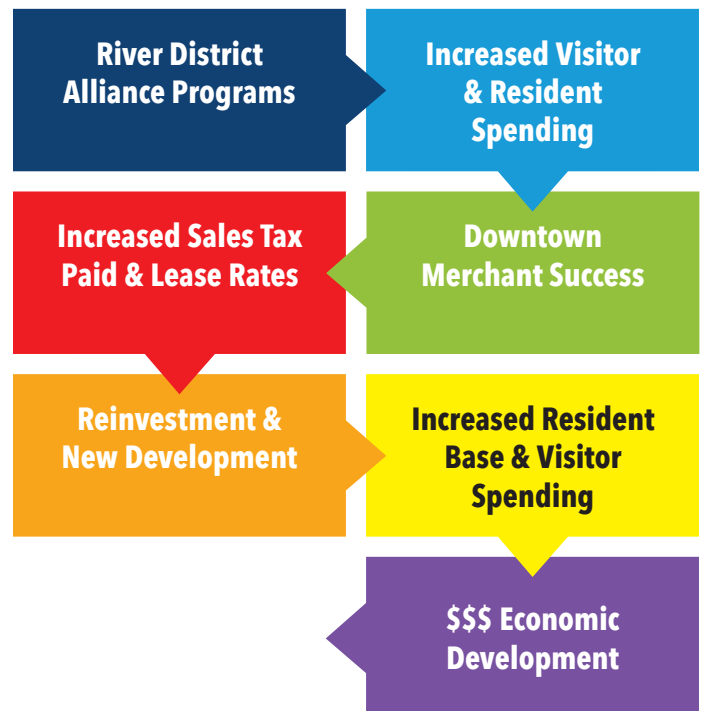 River District
Alliance Programs
Increased Visitor
& Resident
Spending
Downtown
Merchant Success
Increased Sales Tax
Paid & Lease Rates
Reinvestment &
New Development
Increased Resident
Base & Visitor
Spending
$$$ Economic
Development